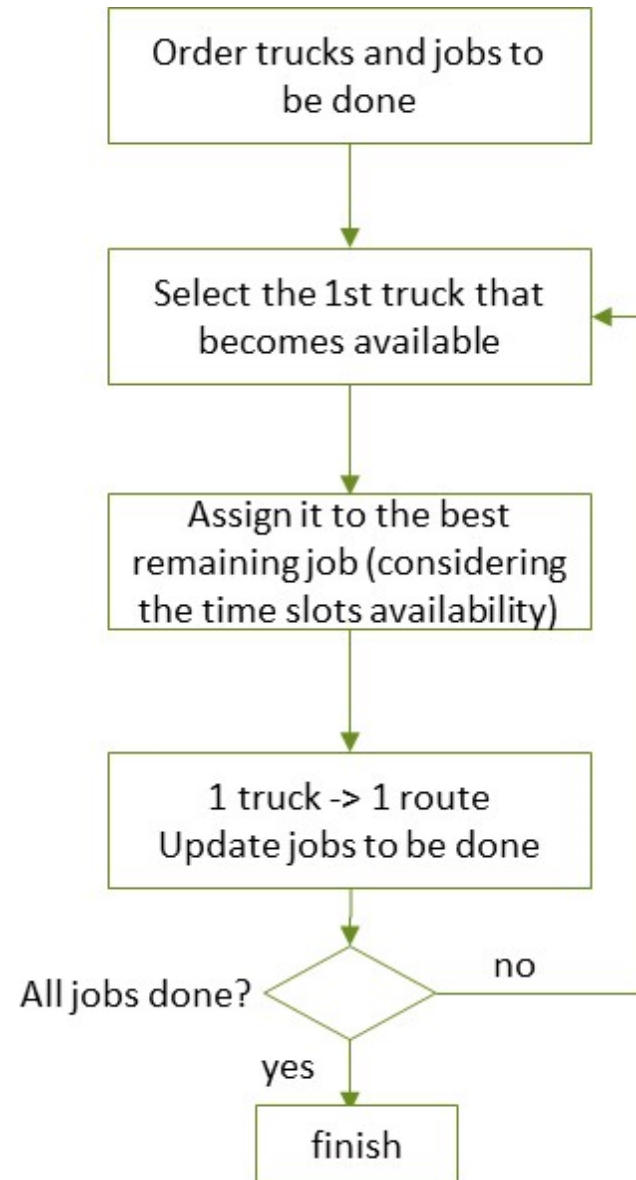 Order trucks and jobs to
be done
Select the 1st truck that
becomes available
Assign it to the best
remaining job (considering
the time slots availability)
1 truck -> 1 route
Update jobs to be done
All jobs done?
no
yes
finish